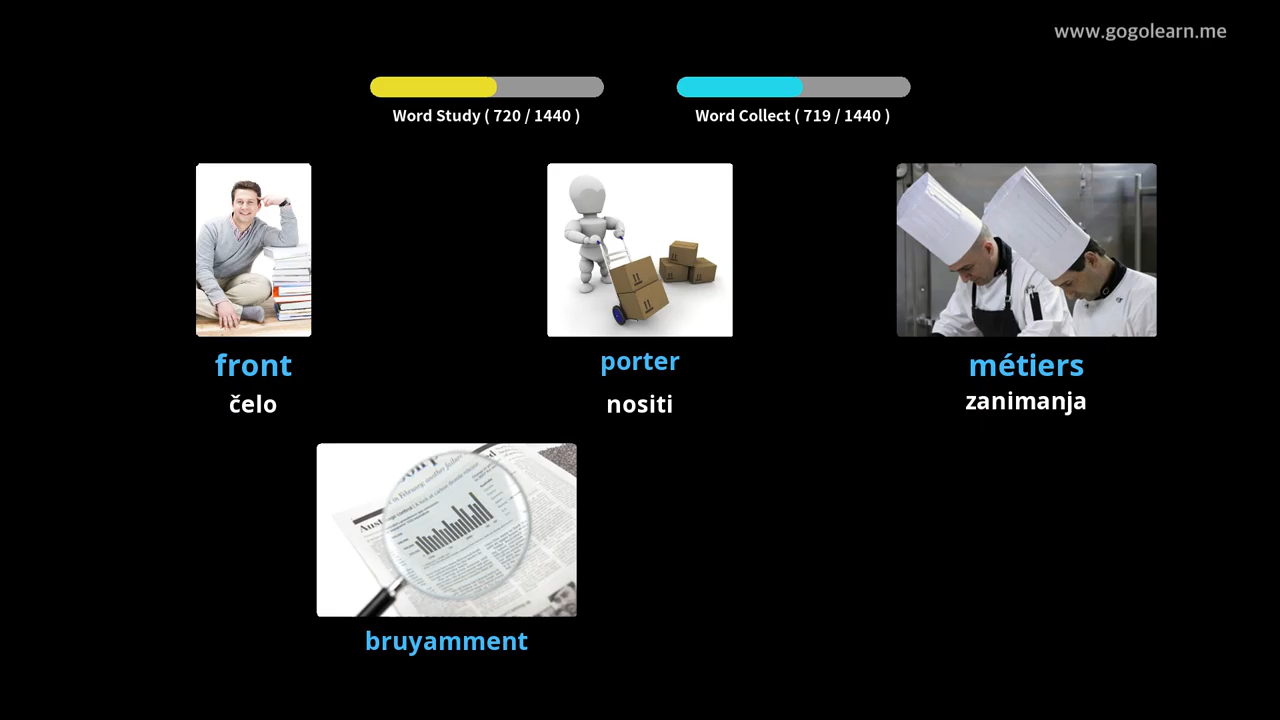 www.gogolearn.me
Word Study ( 720 / 1440 )
Word Collect ( 719 / 1440 )
front
porter
métiers
čelo
nositi
zanimanja
bruyamment